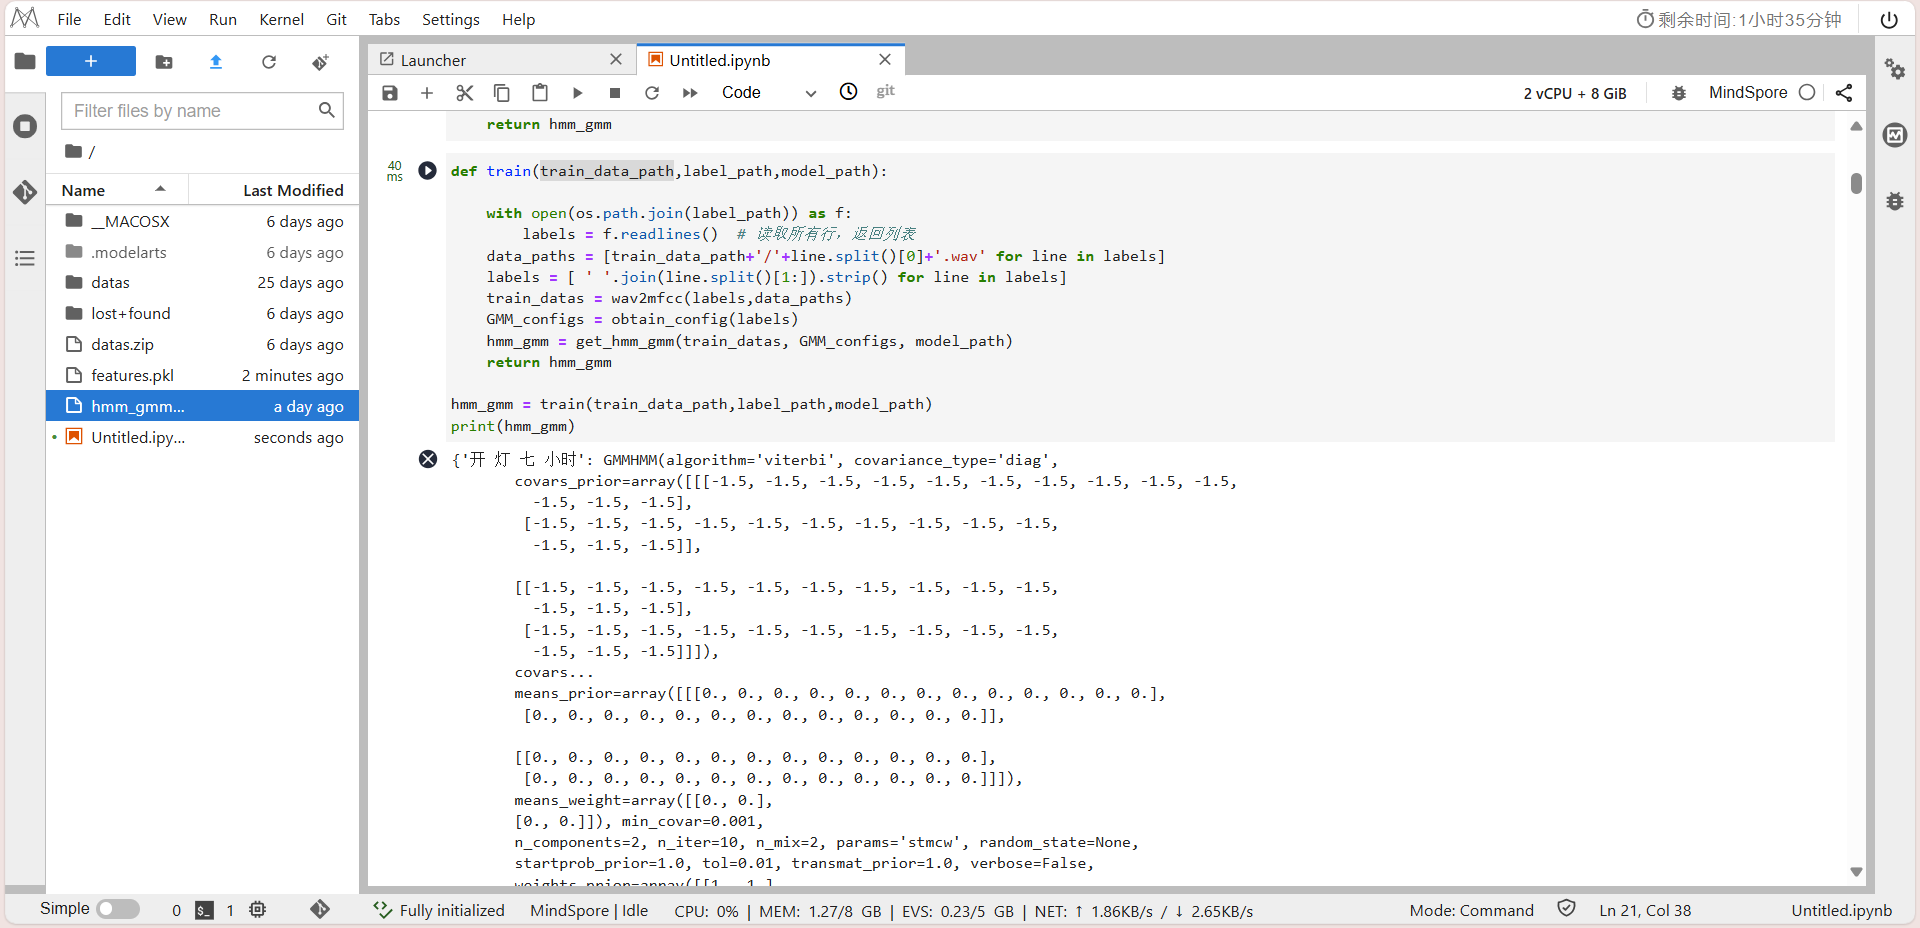 File Edit View Run Kernel Git Tabs Settings Help
剩余时间:1小时35分钟
+
Launcher
Untitled.ipynb
Filter files by name
Code
git
2 vCPU + 8 GiB
MindSpore
/
Name Last Modified
__MACOSX 6 days ago
.modelarts 6 days ago
datas 25 days ago
lost+found 6 days ago
datas.zip 6 days ago
features.pkl 2 minutes ago
hmm_gmm... a day ago
Untitled.ipy... seconds ago
return hmm_gmm
40
ms
def train(train_data_path,label_path,model_path):
with open(os.path.join(label_path)) as f:
labels = f.readlines()  # 读取所有行，返回列表
data_paths = [train_data_path+'/'+line.split()[0]+'.wav' for line in labels]
labels = [ ' '.join(line.split()[1:]).strip() for line in labels]
train_datas = wav2mfcc(labels,data_paths)
GMM_configs = obtain_config(labels)
hmm_gmm = get_hmm_gmm(train_datas, GMM_configs, model_path)
return hmm_gmm
hmm_gmm = train(train_data_path,label_path,model_path)
print(hmm_gmm)
{'开 灯 七 小时': GMMHMM(algorithm='viterbi', covariance_type='diag',
covars_prior=array([[[-1.5, -1.5, -1.5, -1.5, -1.5, -1.5, -1.5, -1.5, -1.5, -1.5,
-1.5, -1.5, -1.5],
[-1.5, -1.5, -1.5, -1.5, -1.5, -1.5, -1.5, -1.5, -1.5, -1.5,
-1.5, -1.5, -1.5]],
[[-1.5, -1.5, -1.5, -1.5, -1.5, -1.5, -1.5, -1.5, -1.5, -1.5,
-1.5, -1.5, -1.5],
[-1.5, -1.5, -1.5, -1.5, -1.5, -1.5, -1.5, -1.5, -1.5, -1.5,
-1.5, -1.5, -1.5]]]),
covars...
means_prior=array([[[0., 0., 0., 0., 0., 0., 0., 0., 0., 0., 0., 0., 0.],
[0., 0., 0., 0., 0., 0., 0., 0., 0., 0., 0., 0., 0.]],
[[0., 0., 0., 0., 0., 0., 0., 0., 0., 0., 0., 0., 0.],
[0., 0., 0., 0., 0., 0., 0., 0., 0., 0., 0., 0., 0.]]]),
means_weight=array([[0., 0.],
[0., 0.]]), min_covar=0.001,
n_components=2, n_iter=10, n_mix=2, params='stmcw', random_state=None,
startprob_prior=1.0, tol=0.01, transmat_prior=1.0, verbose=False,
weights_prior=array([[1., 1.],
Simple 0 $_ 1 Fully initialized MindSpore | Idle CPU: 0% | MEM: 1.27/8 GB | EVS: 0.23/5 GB | NET: ↑ 1.86KB/s / ↓ 2.65KB/s Mode: Command Ln 21, Col 38 Untitled.ipynb